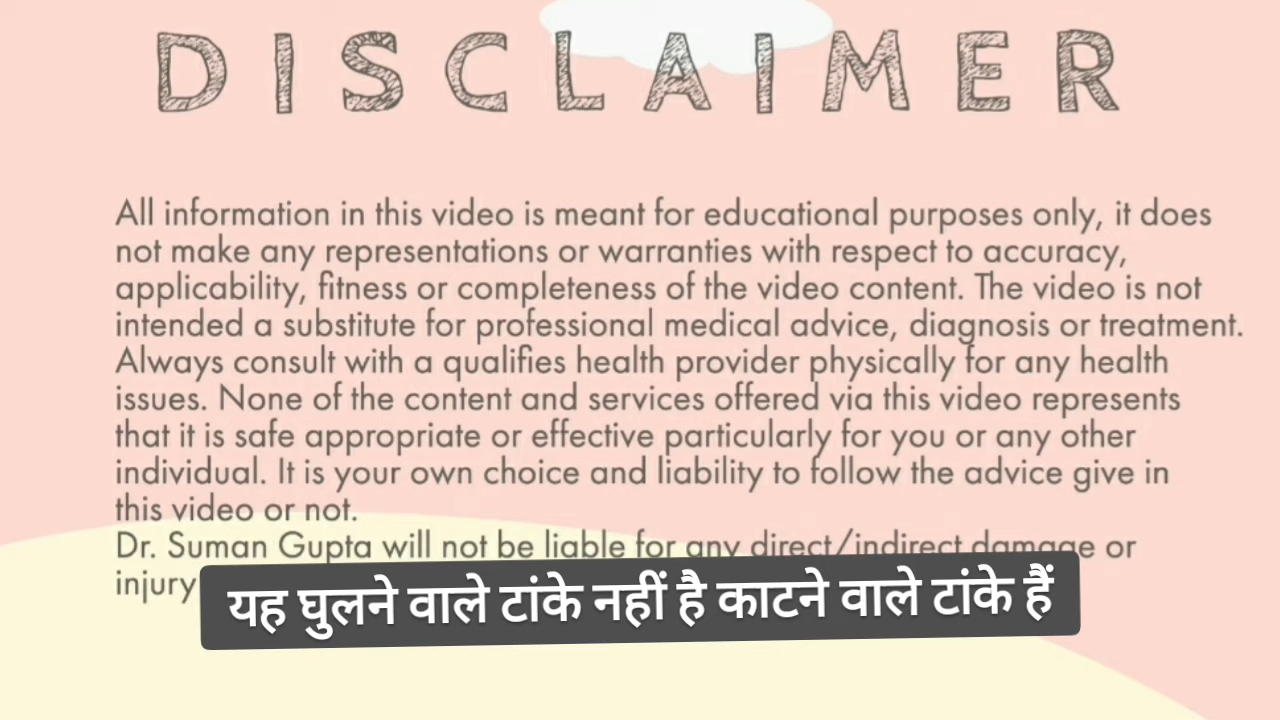 DISCLAIMER
All information in this video is meant for educational purposes only, it does
not make any representations or warranties with respect to accuracy,
applicability, fitness or completeness of the video content. The video is not
intended a substitute for professional medical advice, diagnosis or treatment.
Always consult with a qualifies health provider physically for any health
issues. None of the content and services offered via this video represents
that it is safe appropriate or effective particularly for you or any other
individual. It is your own choice and liability to follow the advice give in
this video or not.
Dr. Suman Gupta will not be liable for any direct/indirect damage or
injury
यह घुलने वाले टांके नहीं है काटने वाले टांके हैं